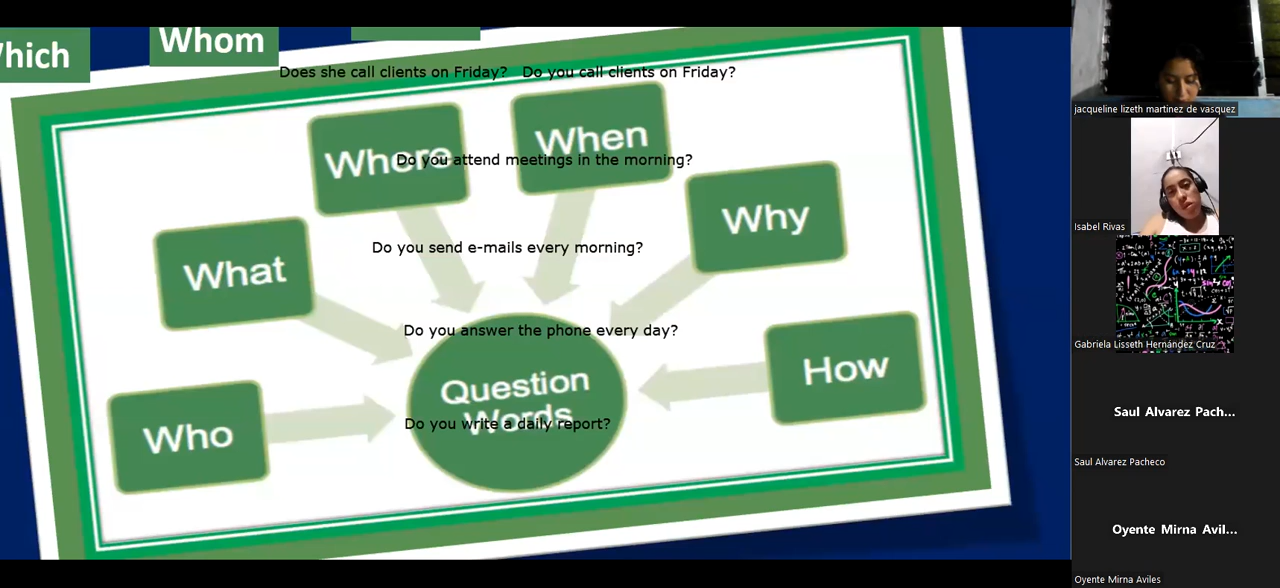 Which
Whom
Does she call clients on Friday? Do you call clients on Friday?
Where
When
Do you attend meetings in the morning?
Why
What
Do you send e-mails every morning?
Do you answer the phone every day?
How
Question
Words
Do you write a daily report?
Who
jacqueline lizeth martinez de vasquez
Isabel Rivas
Gabriela Lisseth Hernández Cruz
Saul Alvarez Pach...
Saul Alvarez Pacheco
Oyente Mirna Avil...
Oyente Mirna Aviles